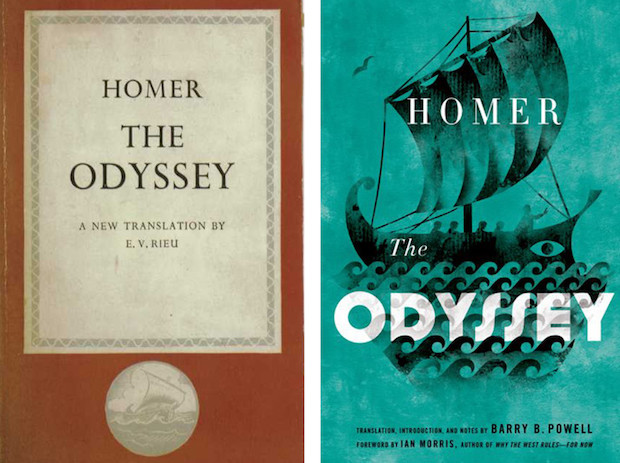 HOMER
THE
ODYSSEY
A NEW TRANSLATION BY
E. V. RIEU
HOMER
The
ODYSSEY
TRANSLATION, INTRODUCTION, AND NOTES BY BARRY B. POWELL
FOREWORD BY IAN MORRIS, AUTHOR OF WHY THE WEST RULES—FOR NOW